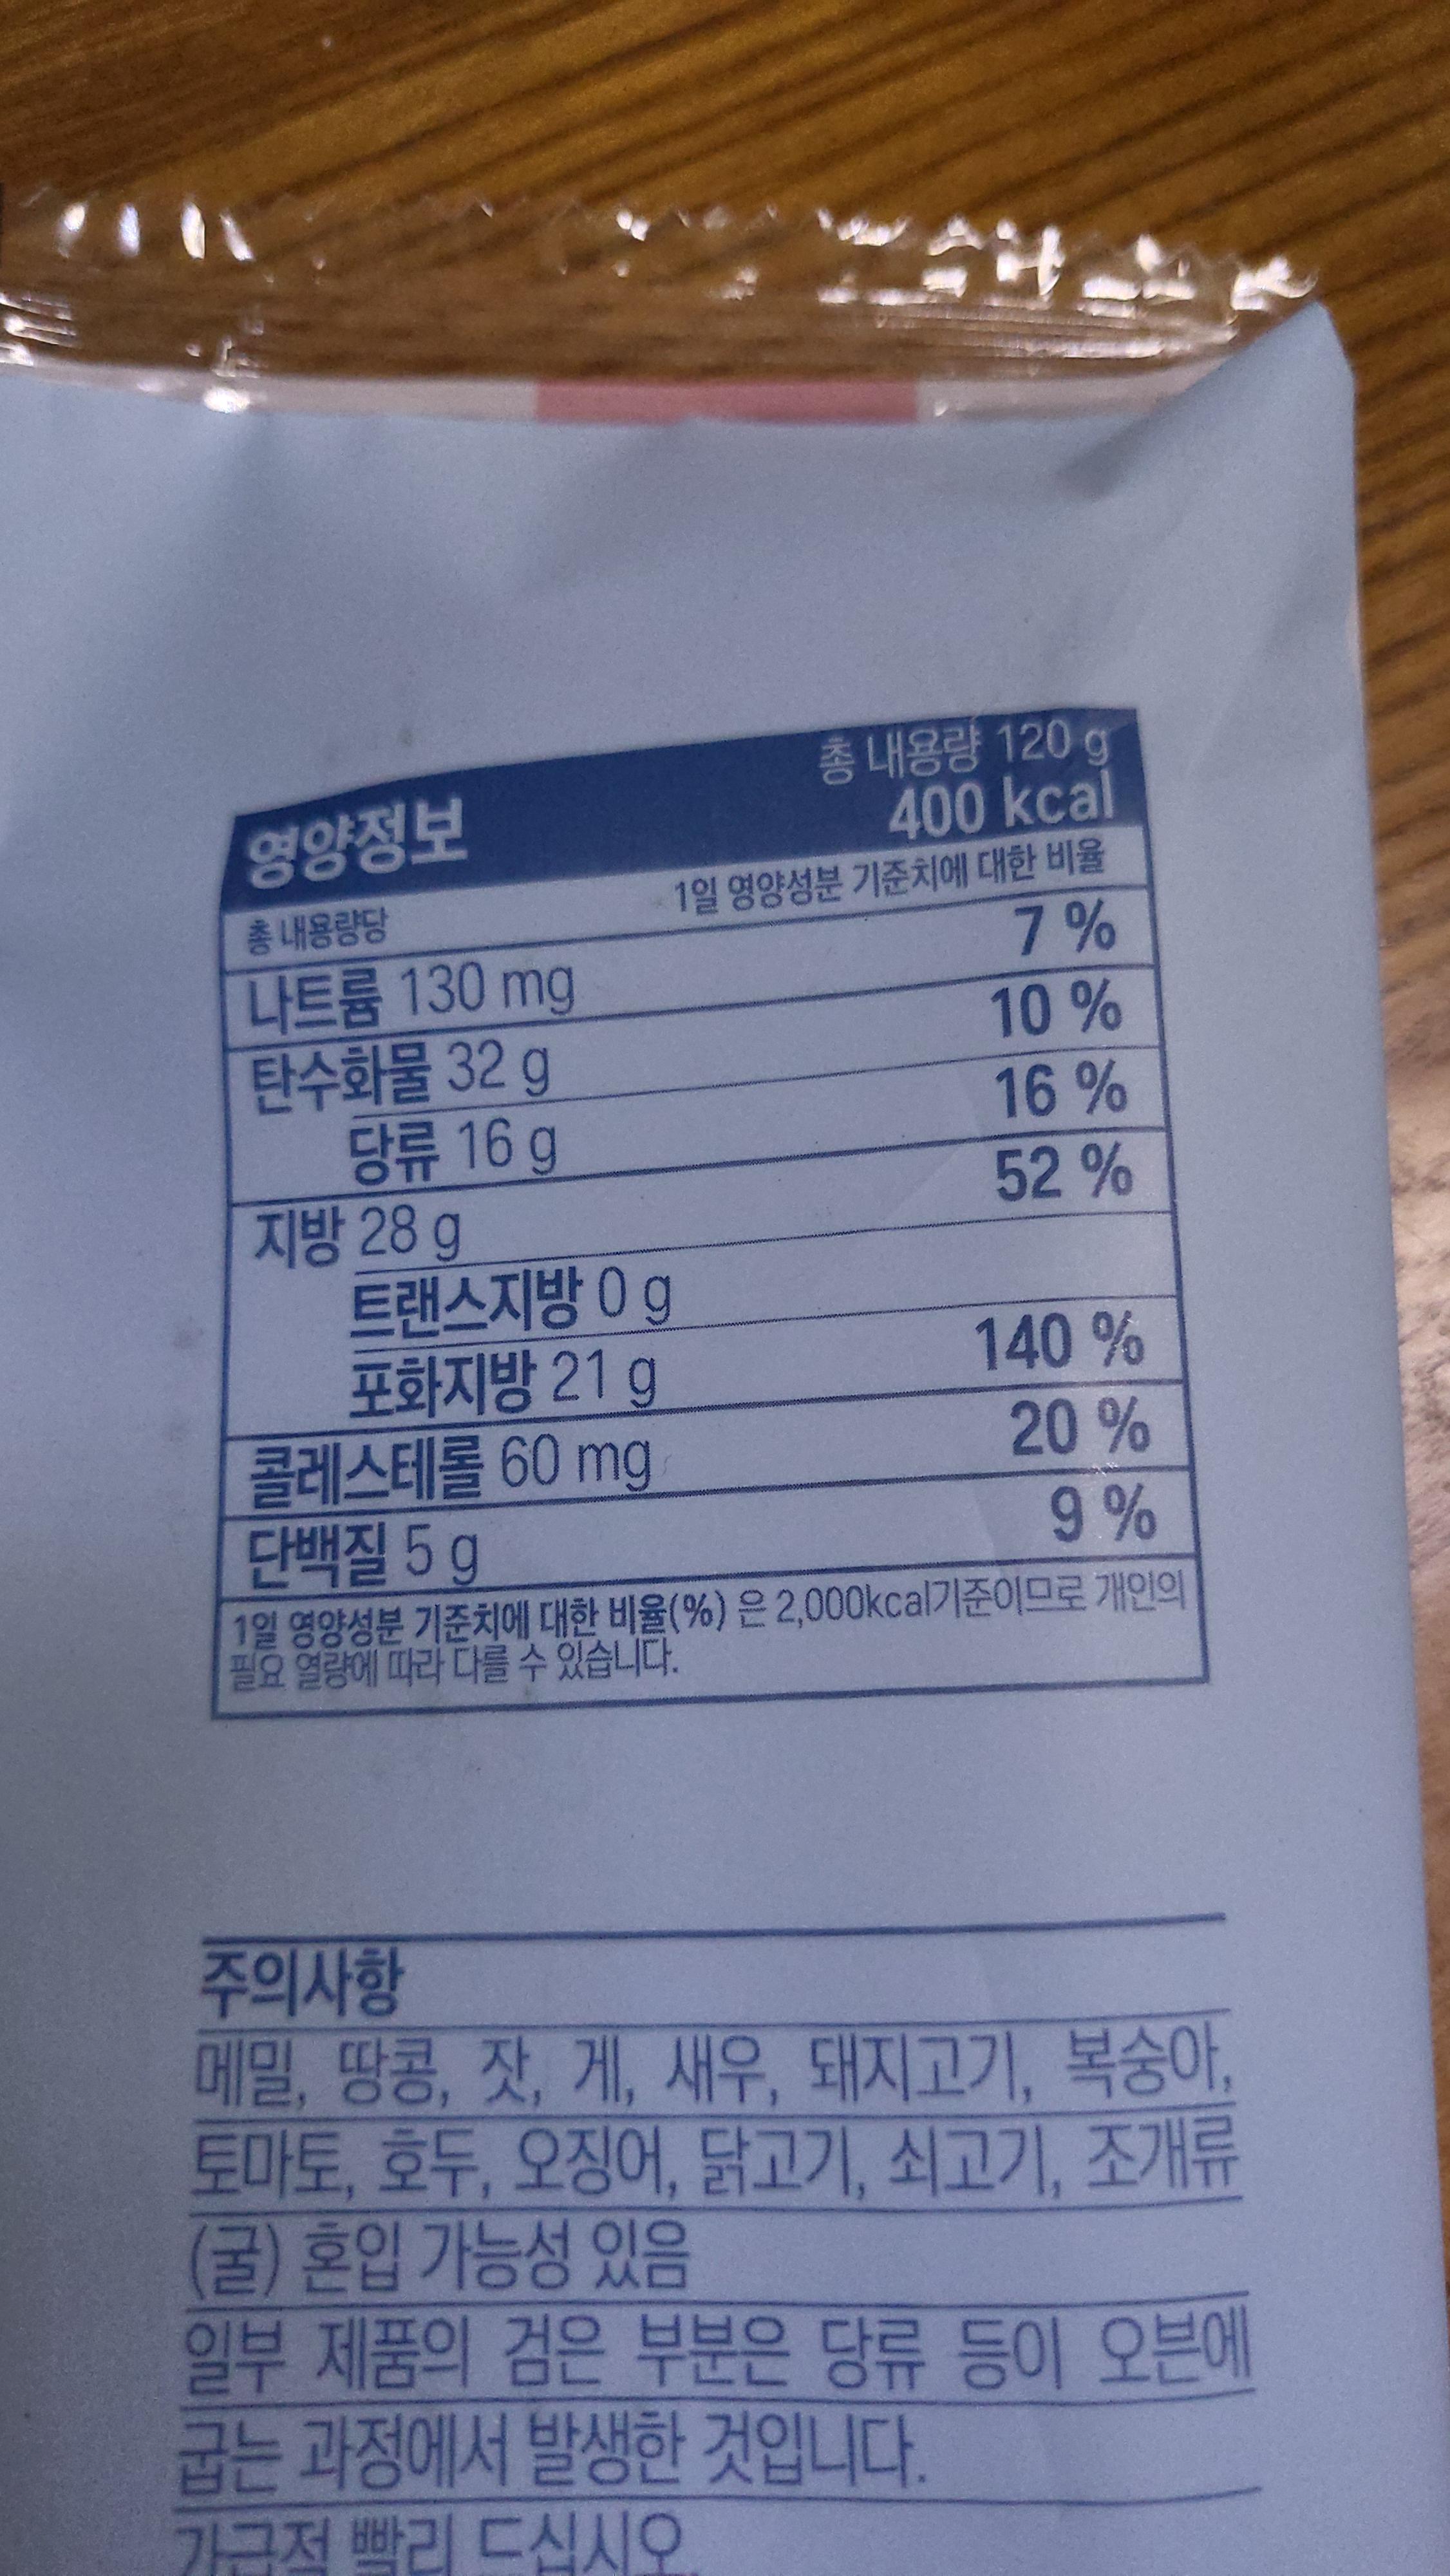 총 내용량 120 g
영양정보 400 kcal
총 내용량당 1일 영양성분 기준치에 대한 비율
나트륨 130 mg 7 %
탄수화물 32 g 10 %
당류 16 g 16 %
지방 28 g 52 %
트랜스지방 0 g
포화지방 21 g 140 %
콜레스테롤 60 mg 20 %
단백질 5 g 9 %
1일 영양성분 기준치에 대한 비율(%) 은 2,000kcal기준이므로 개인의
필요 열량에 따라 다를 수 있습니다.
주의사항
메밀, 땅콩, 잣, 게, 새우, 돼지고기, 복숭아,
토마토, 호두, 오징어, 닭고기, 쇠고기, 조개류
(굴) 혼입 가능성 있음
일부 제품의 검은 부분은 당류 등이 오븐에
굽는 과정에서 발생한 것입니다.
가급적 빨리 드십시오.